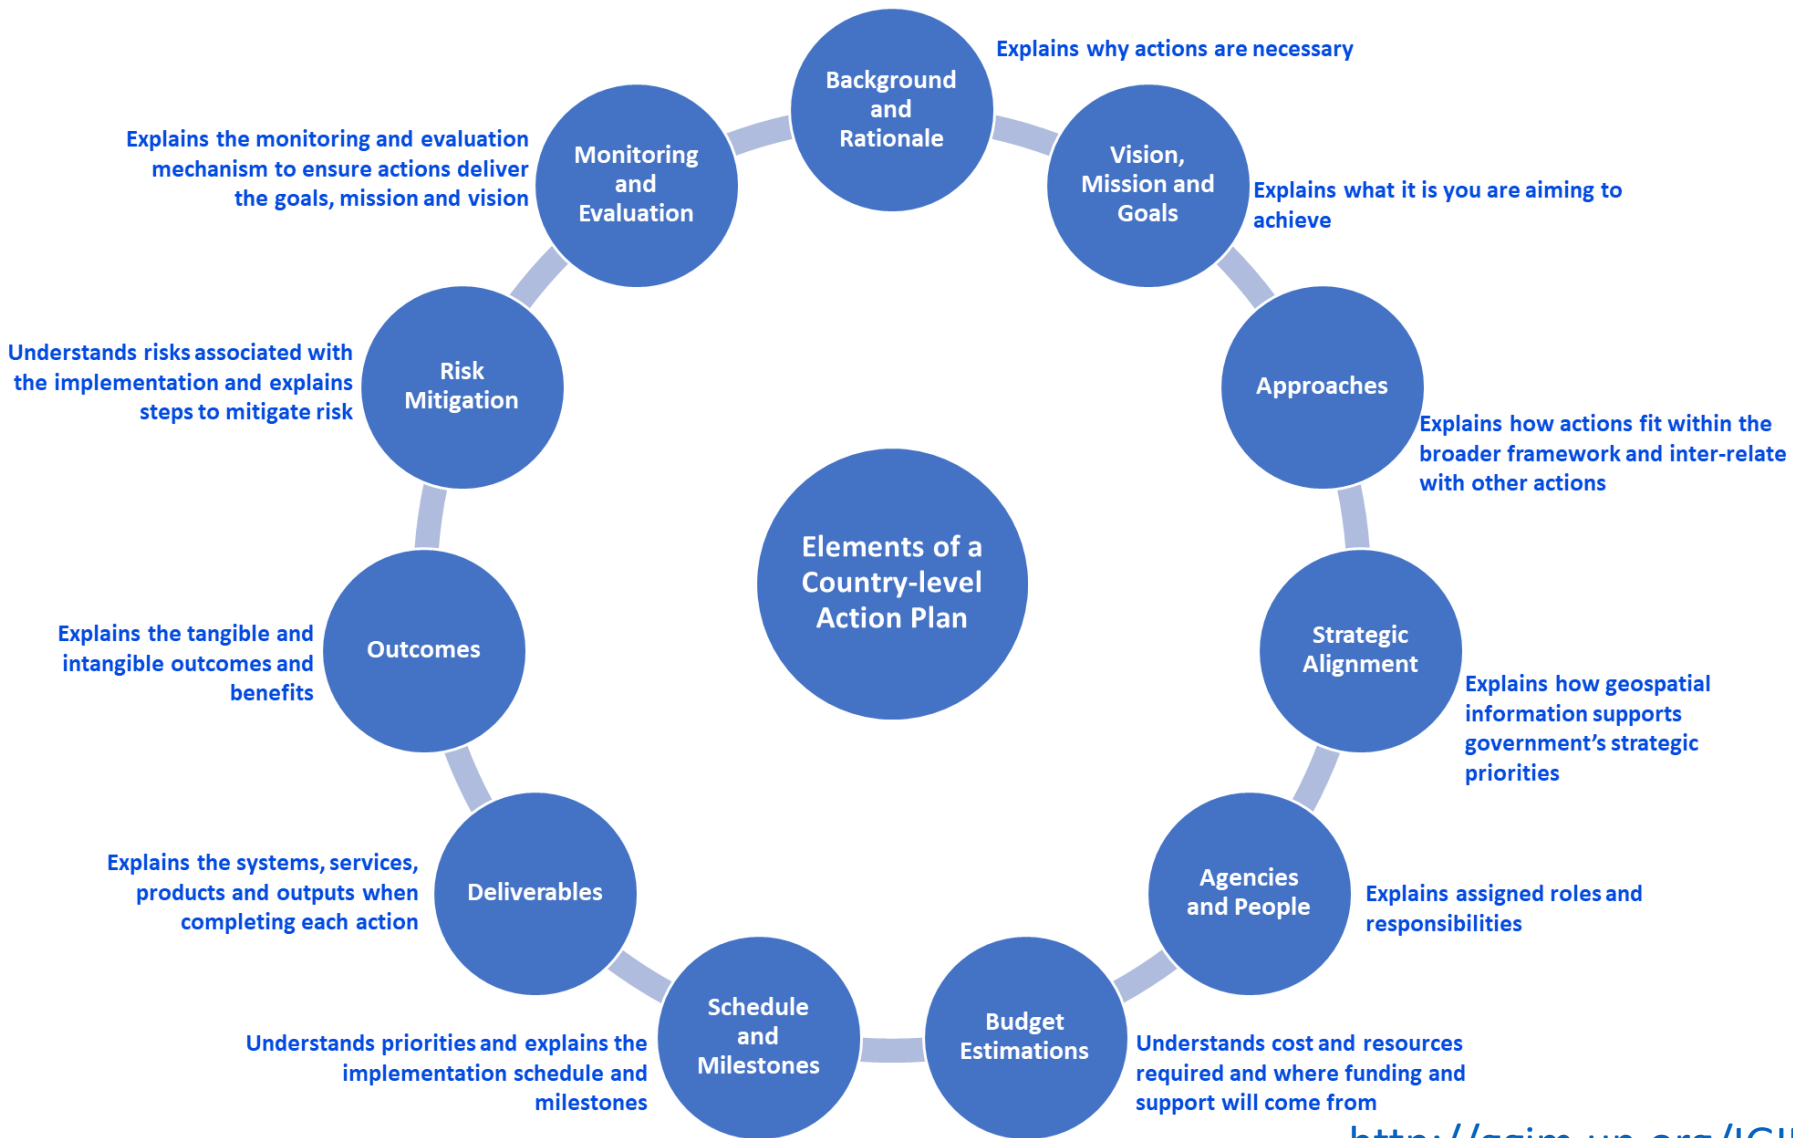 Background
and
Rationale
Explains why actions are necessary
Vision,
Mission and
Goals
Explains what it is you are aiming to
achieve
Approaches
Explains how actions fit within the
broader framework and inter-relate
with other actions
Strategic
Alignment
Explains how geospatial
information supports
government's strategic
priorities
Agencies
and People
Explains assigned roles and
responsibilities
Budget
Estimations
Understands cost and resources
required and where funding and
support will come from
Schedule
and
Milestones
Understands priorities and explains the
implementation schedule and
milestones
Deliverables
Explains the systems, services,
products and outputs when
completing each action
Outcomes
Explains the tangible and
intangible outcomes and
benefits
Risk
Mitigation
Understands risks associated with
the implementation and explains
steps to mitigate risk
Monitoring
and
Evaluation
Explains the monitoring and evaluation
mechanism to ensure actions deliver
the goals, mission and vision
Elements of a
Country-level
Action Plan